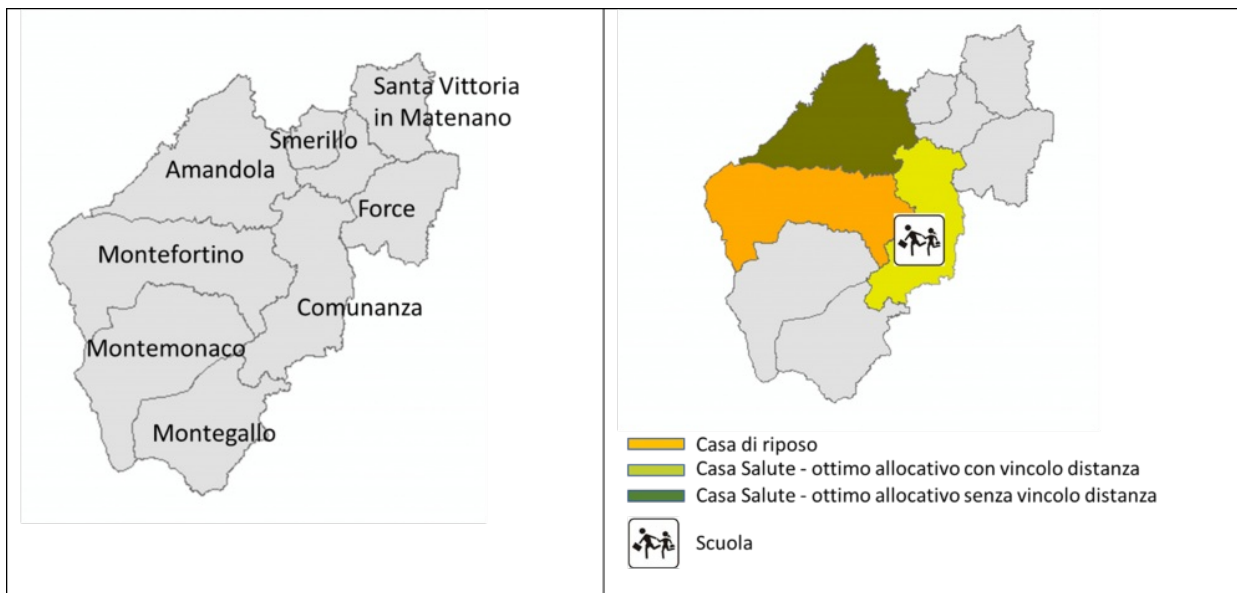 Santa Vittoria
in Matenano
Smerillo
Amandola
Force
Montefortino
Comunanza
Montemonaco
Montegallo
Casa di riposo
Casa Salute - ottimo allocativo con vincolo distanza
Casa Salute - ottimo allocativo senza vincolo distanza
Scuola